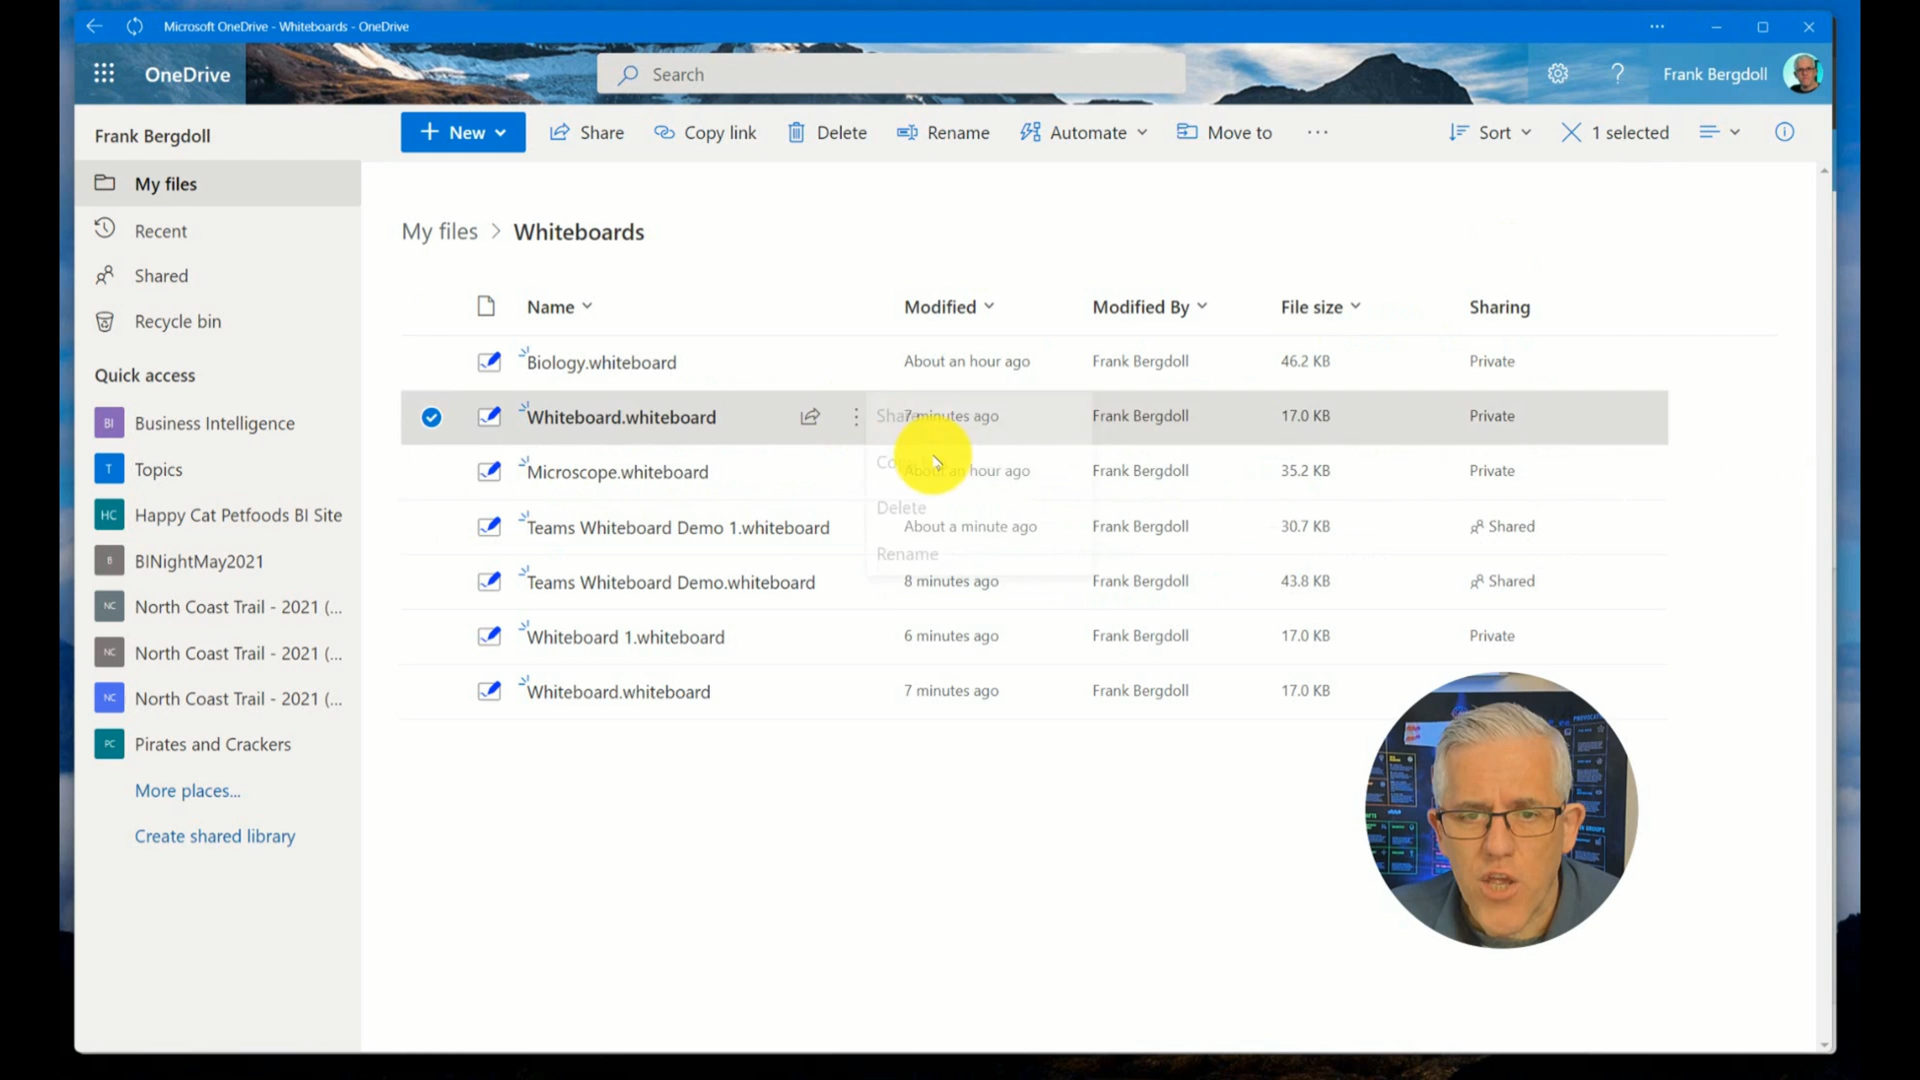 Microsoft OneDrive - Whiteboards - OneDrive
OneDrive
Search
?
Frank Bergdoll
Frank Bergdoll
+ New
Share
Copy link
Delete
Rename
Automate
Move to
...
Sort
1 selected
My files
Recent
Shared
Recycle bin
Quick access
BI Business Intelligence
T Topics
HC Happy Cat Petfoods BI Site
B BINightMay2021
NC North Coast Trail - 2021 (...
NC North Coast Trail - 2021 (...
NC North Coast Trail - 2021 (...
PC Pirates and Crackers
More places...
Create shared library
My files > Whiteboards
Name Modified Modified By File size Sharing
Biology.whiteboard About an hour ago Frank Bergdoll 46.2 KB Private
Whiteboard.whiteboard 7 minutes ago Frank Bergdoll 17.0 KB Private
Microscope.whiteboard About an hour ago Frank Bergdoll 35.2 KB Private
Delete
Teams Whiteboard Demo 1.whiteboard About a minute ago Frank Bergdoll 30.7 KB Shared
Rename
Teams Whiteboard Demo.whiteboard 8 minutes ago Frank Bergdoll 43.8 KB Shared
Whiteboard 1.whiteboard 6 minutes ago Frank Bergdoll 17.0 KB Private
Whiteboard.whiteboard 7 minutes ago Frank Bergdoll 17.0 KB